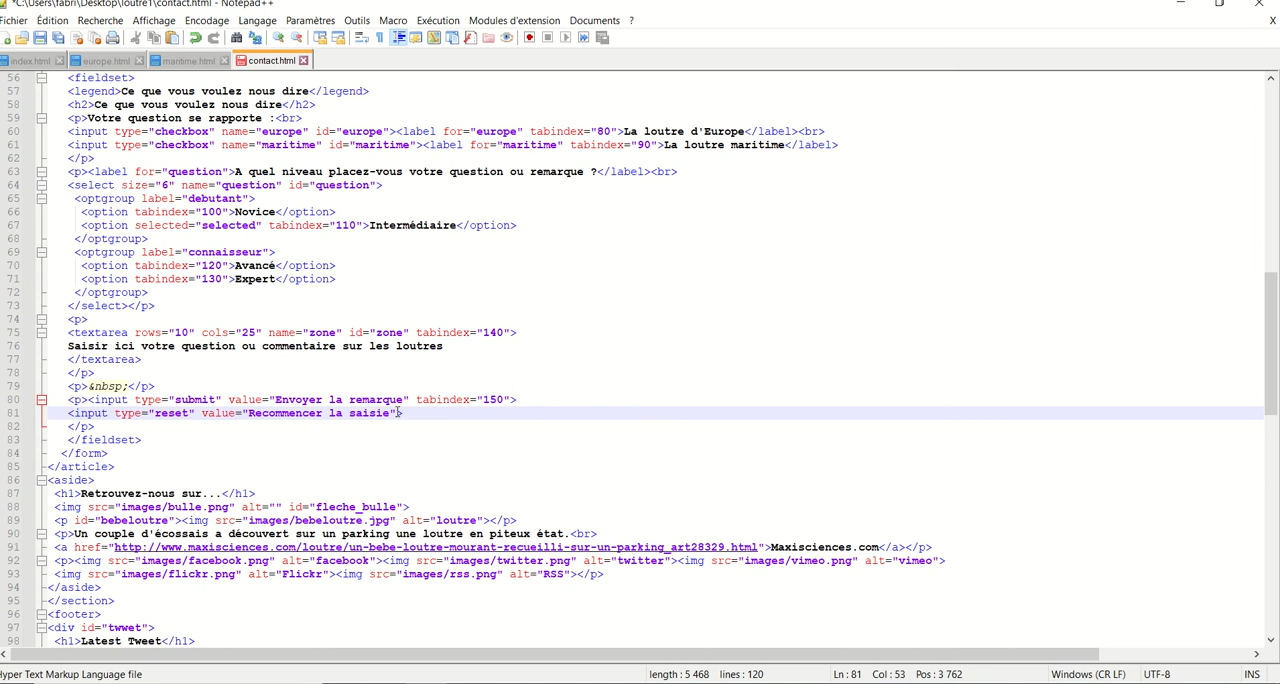 *C:\Users\fabri\Desktop\loutre1\contact.html - Notepad++
Fichier Édition Recherche Affichage Encodage Langage Paramètres Outils Macro Exécution Modules d'extension Documents ? X
index.html europe.html maritime.html contact.html
56 <fieldset>
57 <legend>Ce que vous voulez nous dire</legend>
58 <h2>Ce que vous voulez nous dire</h2>
59 <p>Votre question se rapporte :<br>
60 <input type="checkbox" name="europe" id="europe"><label for="europe" tabindex="80">La loutre d'Europe</label><br>
61 <input type="checkbox" name="maritime" id="maritime"><label for="maritime" tabindex="90">La loutre maritime</label>
62 </p>
63 <p><label for="question">A quel niveau placez-vous votre question ou remarque ?</label><br>
64 <select size="6" name="question" id="question">
65 <optgroup label="debutant">
66 <option tabindex="100">Novice</option>
67 <option selected="selected" tabindex="110">Intermédiaire</option>
68 </optgroup>
69 <optgroup label="connaisseur">
70 <option tabindex="120">Avancé</option>
71 <option tabindex="130">Expert</option>
72 </optgroup>
73 </select></p>
74 <p>
75 <textarea rows="10" cols="25" name="zone" id="zone" tabindex="140">
76 Saisir ici votre question ou commentaire sur les loutres
77 </textarea>
78 </p>
79 <p>&nbsp;</p>
80 <p><input type="submit" value="Envoyer la remarque" tabindex="150">
81 <input type="reset" value="Recommencer la saisie">
82 </p>
83 </fieldset>
84 </form>
85 </article>
86 <aside>
87 <h1>Retrouvez-nous sur...</h1>
88 <img src="images/bulle.png" alt="" id="fleche_bulle">
89 <p id="bebeloutre"><img src="images/bebeloutre.jpg" alt="loutre"></p>
90 <p>Un couple d'écossais a découvert sur un parking une loutre en piteux état.<br>
91 <a href="http://www.maxisciences.com/loutre/un-bebe-loutre-mourant-recueilli-sur-un-parking_art28329.html">Maxisciences.com</a></p>
92 <p><img src="images/facebook.png" alt="facebook"><img src="images/twitter.png" alt="twitter"><img src="images/vimeo.png" alt="vimeo">
93 <img src="images/flickr.png" alt="Flickr"><img src="images/rss.png" alt="RSS"></p>
94 </aside>
95 </section>
96 <footer>
97 <div id="twwet">
98 <h1>Latest Tweet</h1>
Hyper Text Markup Language file length : 5 468 lines : 120 Ln : 81 Col : 53 Pos : 3 762 Windows (CR LF) UTF-8 INS